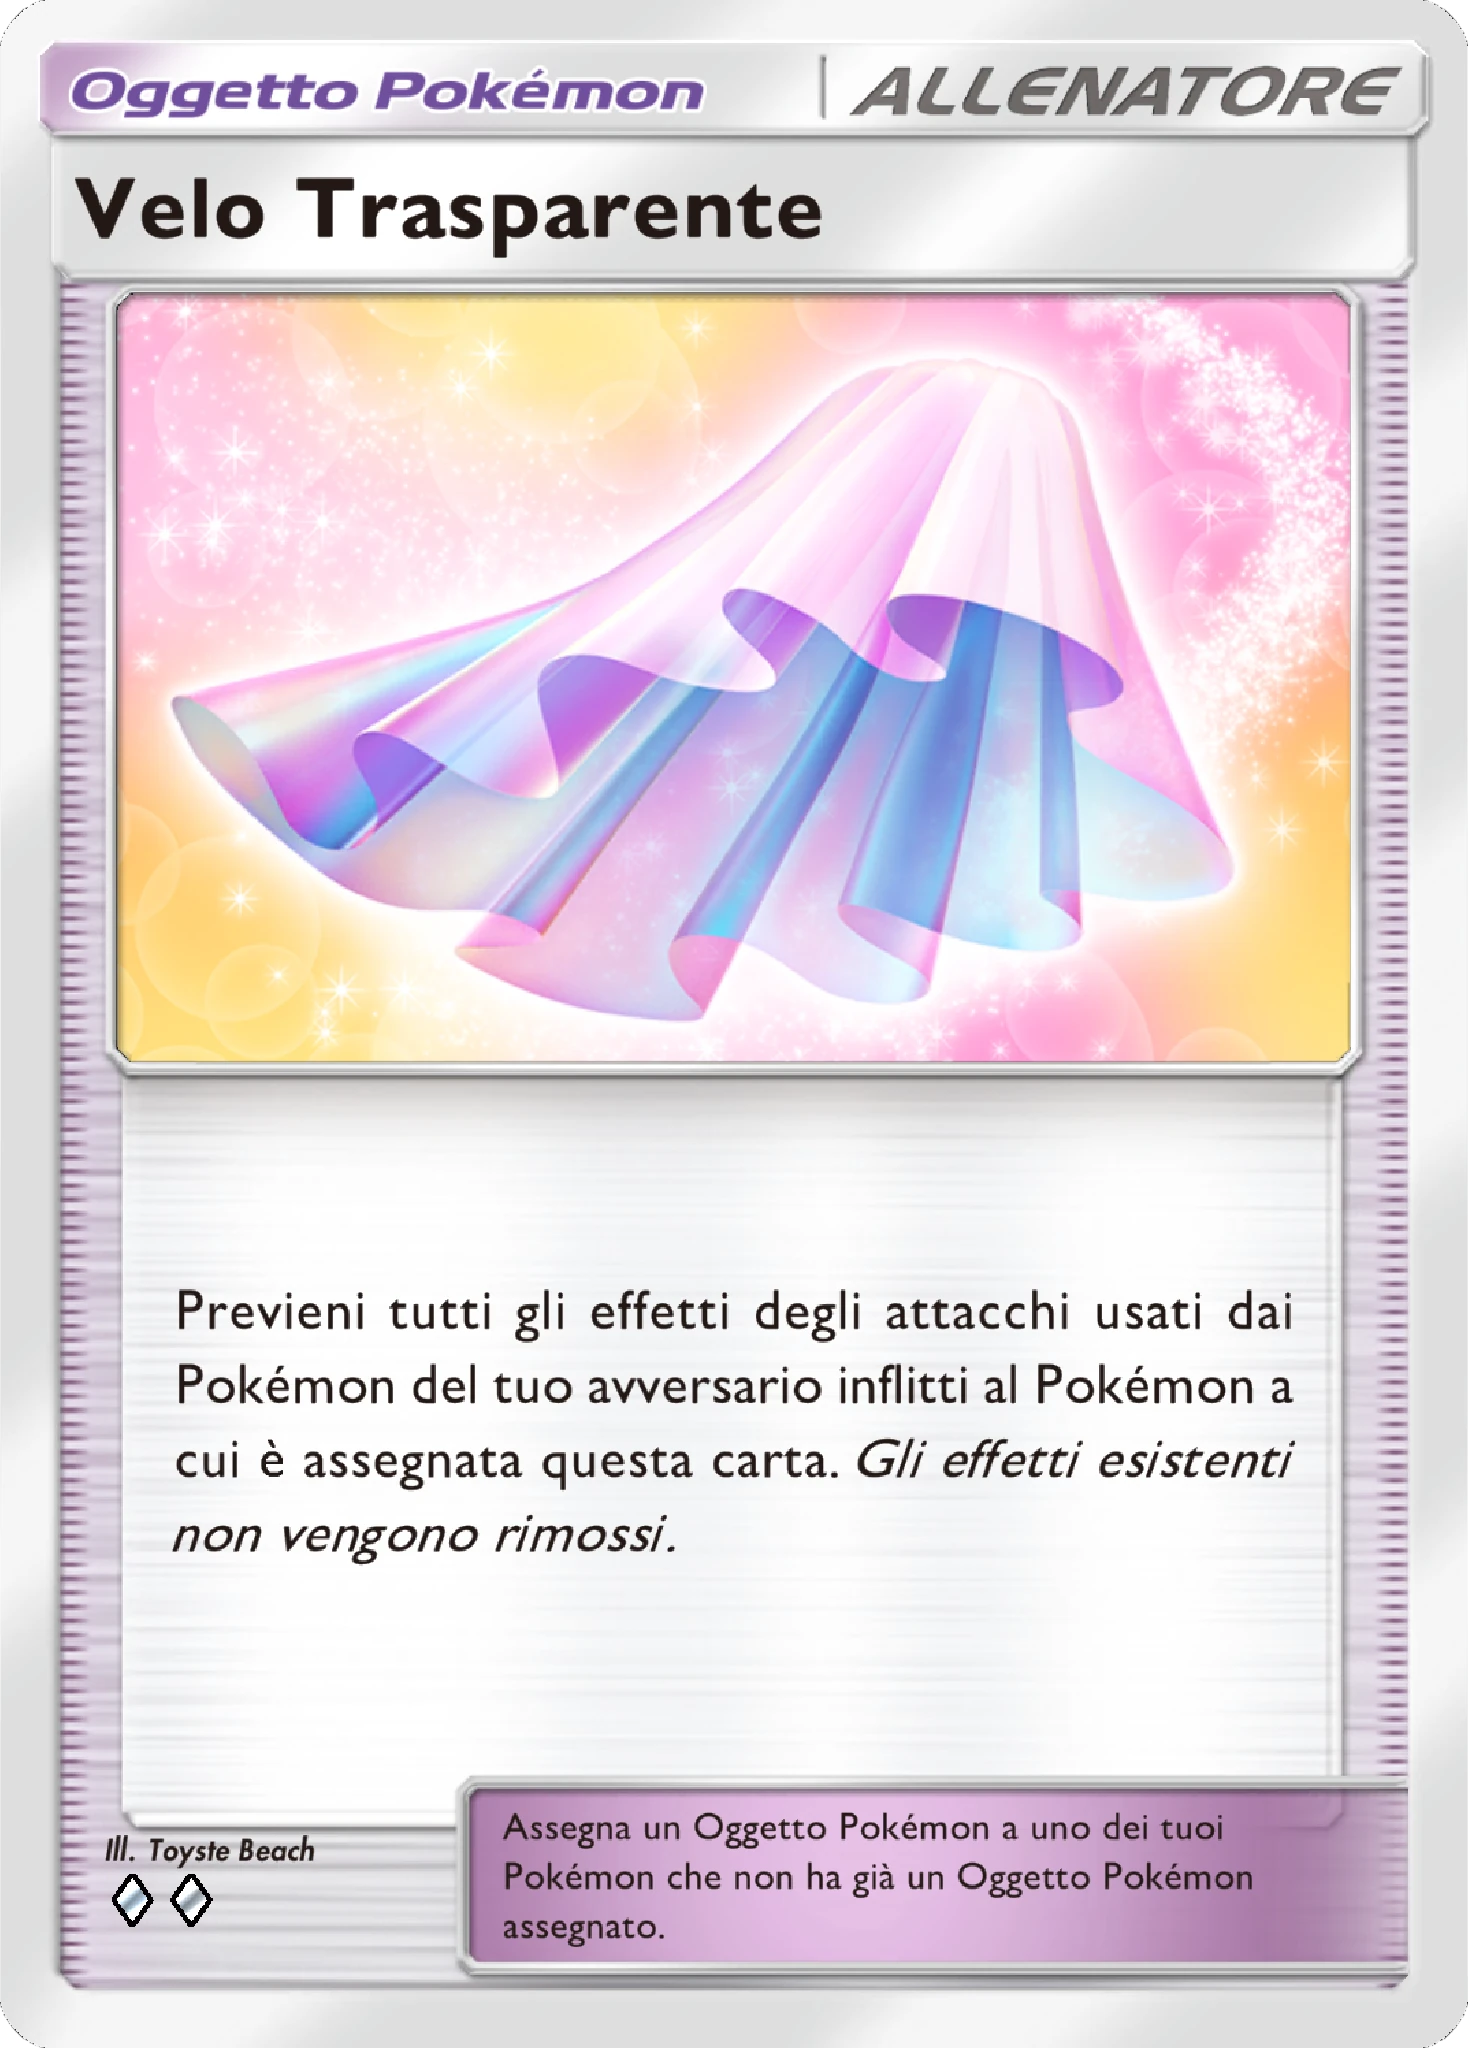 Oggetto Pokémon
ALLENATORE
Velo Trasparente
Previeni tutti gli effetti degli attacchi usati dai
Pokémon del tuo avversario inflitti al Pokémon a
cui è assegnata questa carta. Gli effetti esistenti
non vengono rimossi.
Ill. Toyste Beach
Assegna un Oggetto Pokémon a uno dei tuoi
Pokémon che non ha già un Oggetto Pokémon
assegnato.